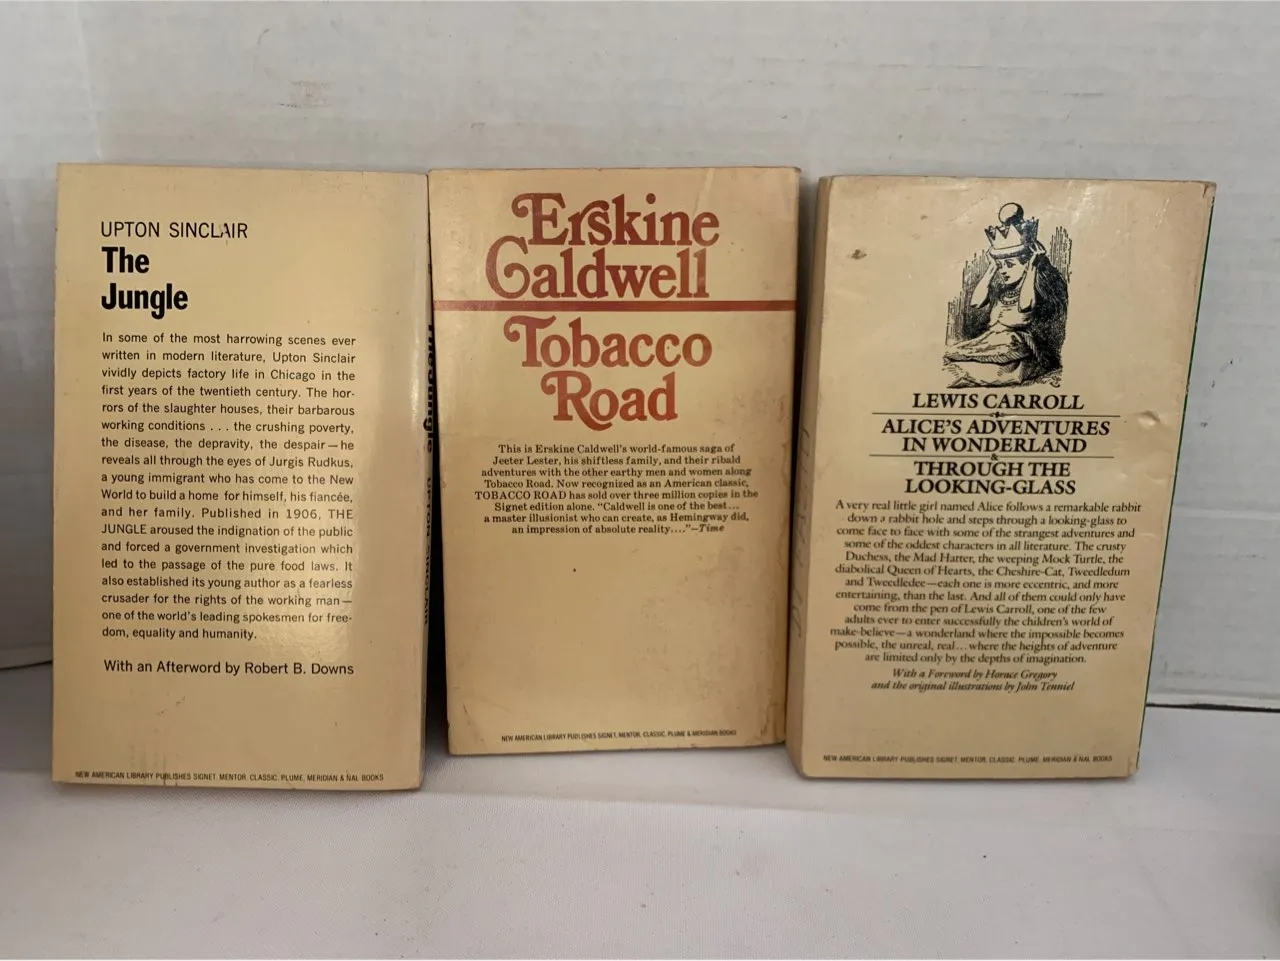 UPTON SINCLAIR
The
Jungle
In some of the most harrowing scenes ever
written in modern literature, Upton Sinclair
vividly depicts factory life in Chicago in the
first years of the twentieth century. The hor-
rors of the slaughter houses, their barbarous
working conditions . . . the crushing poverty,
the disease, the depravity, the despair—he
reveals all through the eyes of Jurgis Rudkus,
a young immigrant who has come to the New
World to build a home for himself, his fiancée,
and her family. Published in 1906, THE
JUNGLE aroused the indignation of the public
and forced a government investigation which
led to the passage of the pure food laws. It
also established its young author as a fearless
crusader for the rights of the working man—
one of the world's leading spokesmen for free-
dom, equality and humanity.
With an Afterword by Robert B. Downs
NEW AMERICAN LIBRARY PUBLISHES SIGNET, MENTOR, CLASSIC, PLUME, MERIDIAN & NAL BOOKS
The Jungle UPTON SINCLAIR
Erskine
Caldwell
Tobacco
Road
This is Erskine Caldwell's world-famous saga of
Jeeter Lester, his shiftless family, and their ribald
adventures with the other earthy men and women along
Tobacco Road. Now recognized as an American classic,
TOBACCO ROAD has sold over three million copies in the
Signet edition alone. “Caldwell is one of the best...
a master illusionist who can create, as Hemingway did,
an impression of absolute reality....”—Time
NEW AMERICAN LIBRARY PUBLISHES SIGNET, MENTOR, CLASSIC, PLUME & MERIDIAN BOOKS
LEWIS CARROLL
ALICE'S ADVENTURES
IN WONDERLAND
&
THROUGH THE
LOOKING-GLASS
A very real little girl named Alice follows a remarkable rabbit
down a rabbit hole and steps through a looking-glass to
come face to face with some of the strangest adventures and
some of the oddest characters in all literature. The crusty
Duchess, the Mad Hatter, the weeping Mock Turtle, the
diabolical Queen of Hearts, the Cheshire-Cat, Tweedledum
and Tweedledee—each one is more eccentric, and more
entertaining, than the last. And all of them could only have
come from the pen of Lewis Carroll, one of the few
adults ever to enter successfully the children's world of
make-believe—a wonderland where the impossible becomes
possible, the unreal, real... where the heights of adventure
are limited only by the depths of imagination.
With a Foreword by Horace Gregory
and the original illustrations by John Tenniel
NEW AMERICAN LIBRARY PUBLISHES SIGNET, MENTOR, CLASSIC, PLUME, MERIDIAN & NAL BOOKS